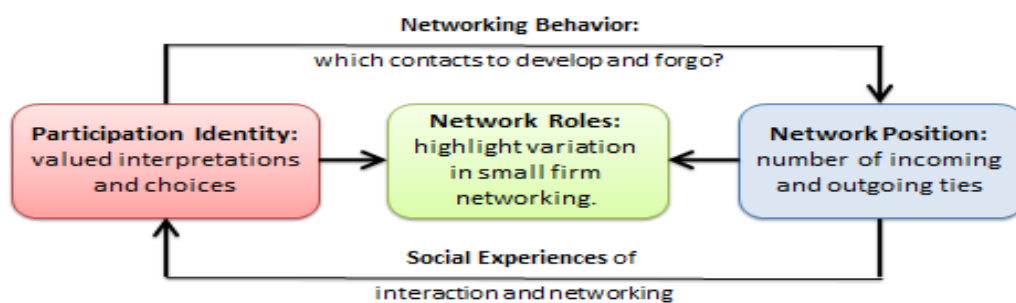 Networking Behavior:
which contacts to develop and forgo?
Participation Identity:
valued interpretations
and choices
Network Roles:
highlight variation
in small firm
networking.
Network Position:
number of incoming
and outgoing ties
Social Experiences of
interaction and networking